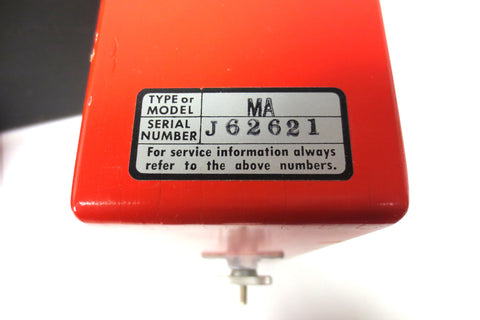 TYPE or MODEL MA
SERIAL NUMBER J62621
For service information always
refer to the above numbers.